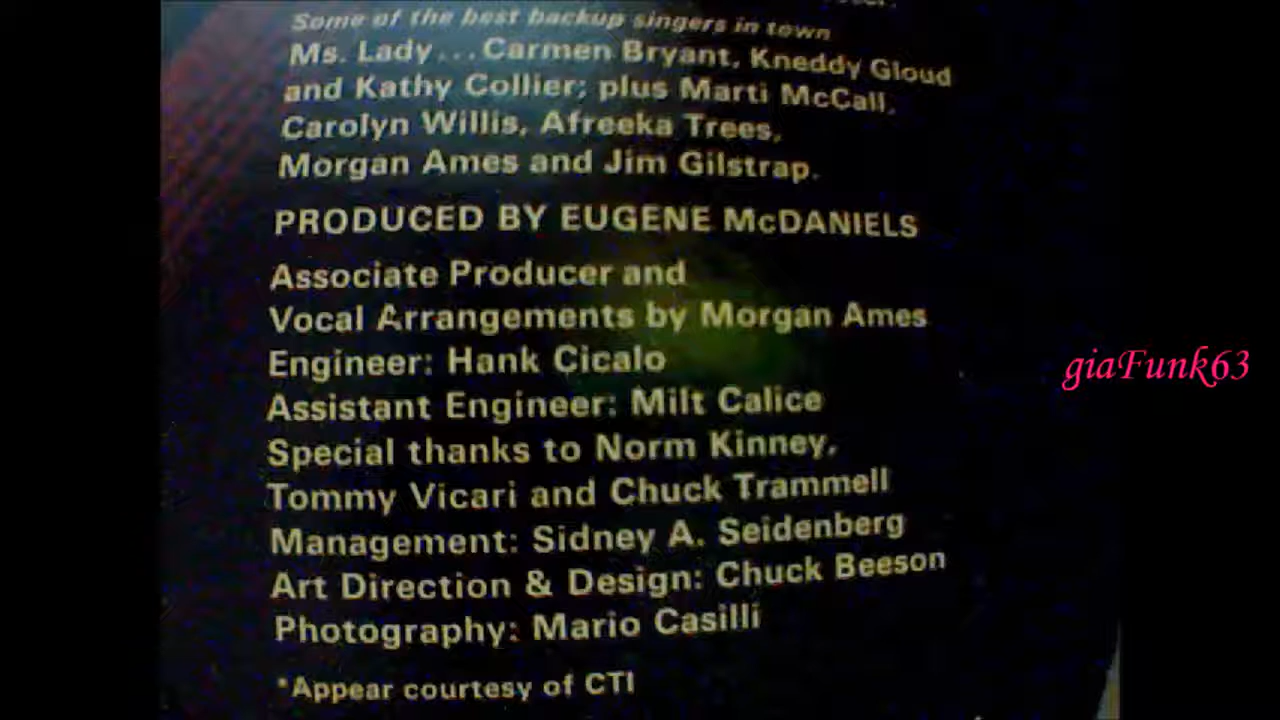 Some of the best backup singers in town
Ms. Lady...Carmen Bryant, Kneddy Gloud
and Kathy Collier; plus Marti McCall,
Carolyn Willis, Afreeka Trees,
Morgan Ames and Jim Gilstrap.
PRODUCED BY EUGENE McDANIELS
Associate Producer and
Vocal Arrangements by Morgan Ames
Engineer: Hank Cicalo
giaFunk63
Assistant Engineer: Milt Calice
Special thanks to Norm Kinney,
Tommy Vicari and Chuck Trammell
Management: Sidney A. Seidenberg
Art Direction & Design: Chuck Beeson
Photography: Mario Casilli
*Appear courtesy of CTI